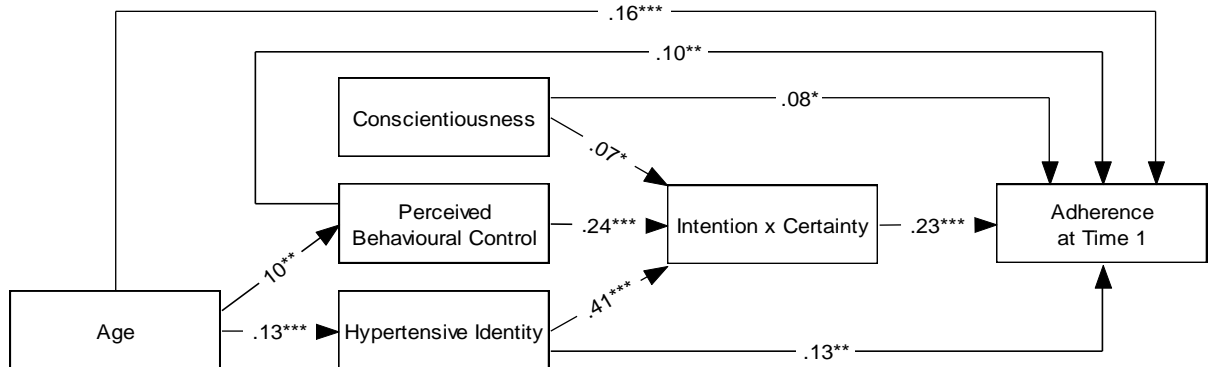 .16***
.10**
Conscientiousness
.08*
.07*
Perceived
Behavioural Control
.24***
Intention x Certainty
.23***
Adherence
at Time 1
10**
.41***
Age
.13***
Hypertensive Identity
.13**